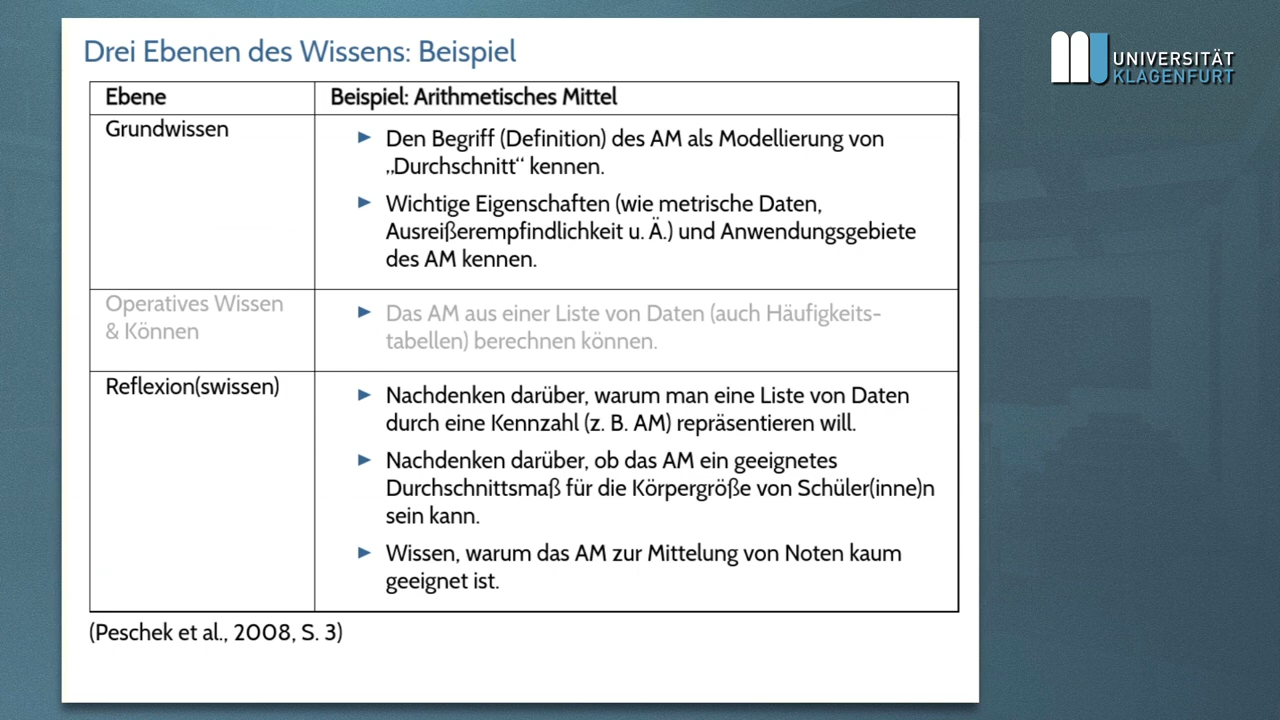 Drei Ebenen des Wissens: Beispiel
UNIVERSITÄT
KLAGENFURT
Ebene
Beispiel: Arithmetisches Mittel
Grundwissen
Den Begriff (Definition) des AM als Modellierung von
„Durchschnitt“ kennen.
Wichtige Eigenschaften (wie metrische Daten,
Ausreißerempfindlichkeit u. Ä.) und Anwendungsgebiete
des AM kennen.
Operatives Wissen
& Können
Das AM aus einer Liste von Daten (auch Häufigkeits-
tabellen) berechnen können.
Reflexion(swissen)
Nachdenken darüber, warum man eine Liste von Daten
durch eine Kennzahl (z. B. AM) repräsentieren will.
Nachdenken darüber, ob das AM ein geeignetes
Durchschnittsmaß für die Körpergröße von Schüler(inne)n
sein kann.
Wissen, warum das AM zur Mittelung von Noten kaum
geeignet ist.
(Peschek et al., 2008, S. 3)